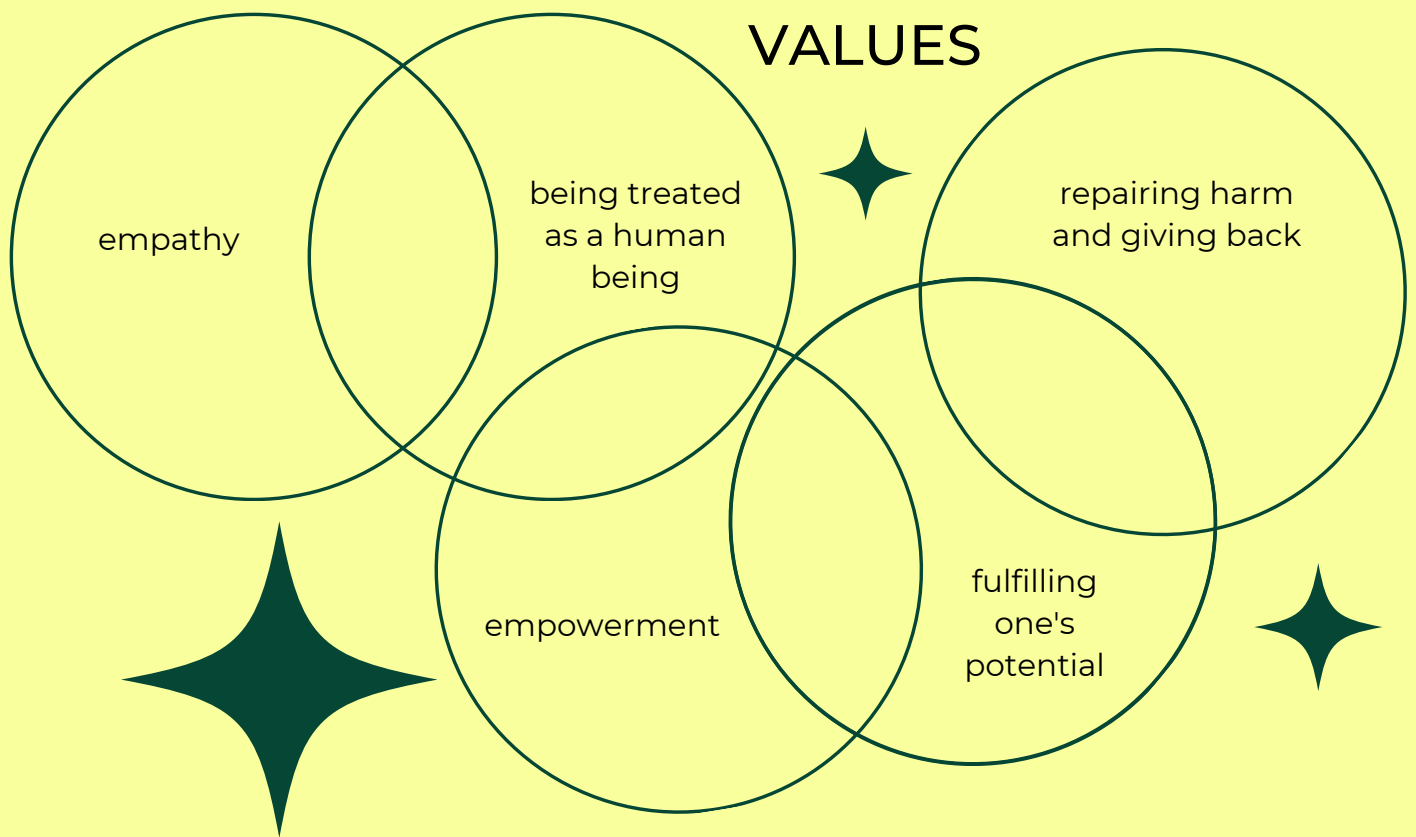 VALUES
empathy
being treated
as a human
being
repairing harm
and giving back
empowerment
fulfilling
one's
potential